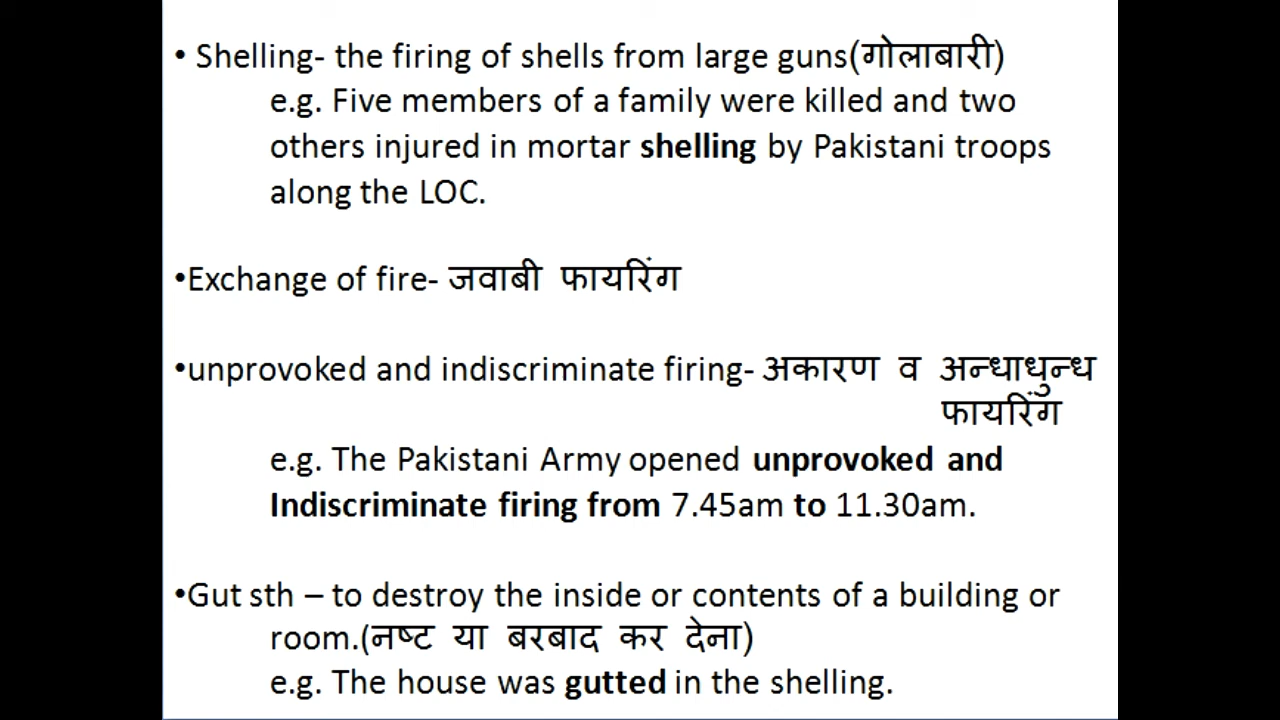 • Shelling- the firing of shells from large guns(गोलाबारी)
e.g. Five members of a family were killed and two
others injured in mortar shelling by Pakistani troops
along the LOC.
•Exchange of fire- जवाबी फायरिंग
•unprovoked and indiscriminate firing- अकारण व अन्धाधुन्ध
फायरिंग
e.g. The Pakistani Army opened unprovoked and
Indiscriminate firing from 7.45am to 11.30am.
•Gut sth – to destroy the inside or contents of a building or
room.(नष्ट या बरबाद कर देना)
e.g. The house was gutted in the shelling.